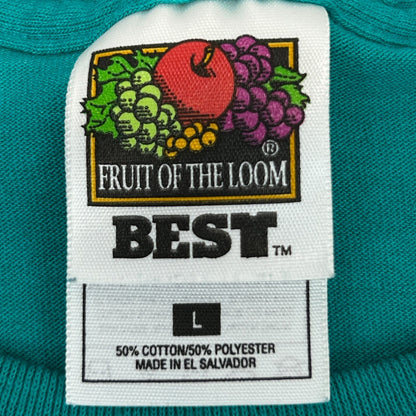 ®
FRUIT OF THE LOOM
BEST™
L
50% COTTON/50% POLYESTER
MADE IN EL SALVADOR